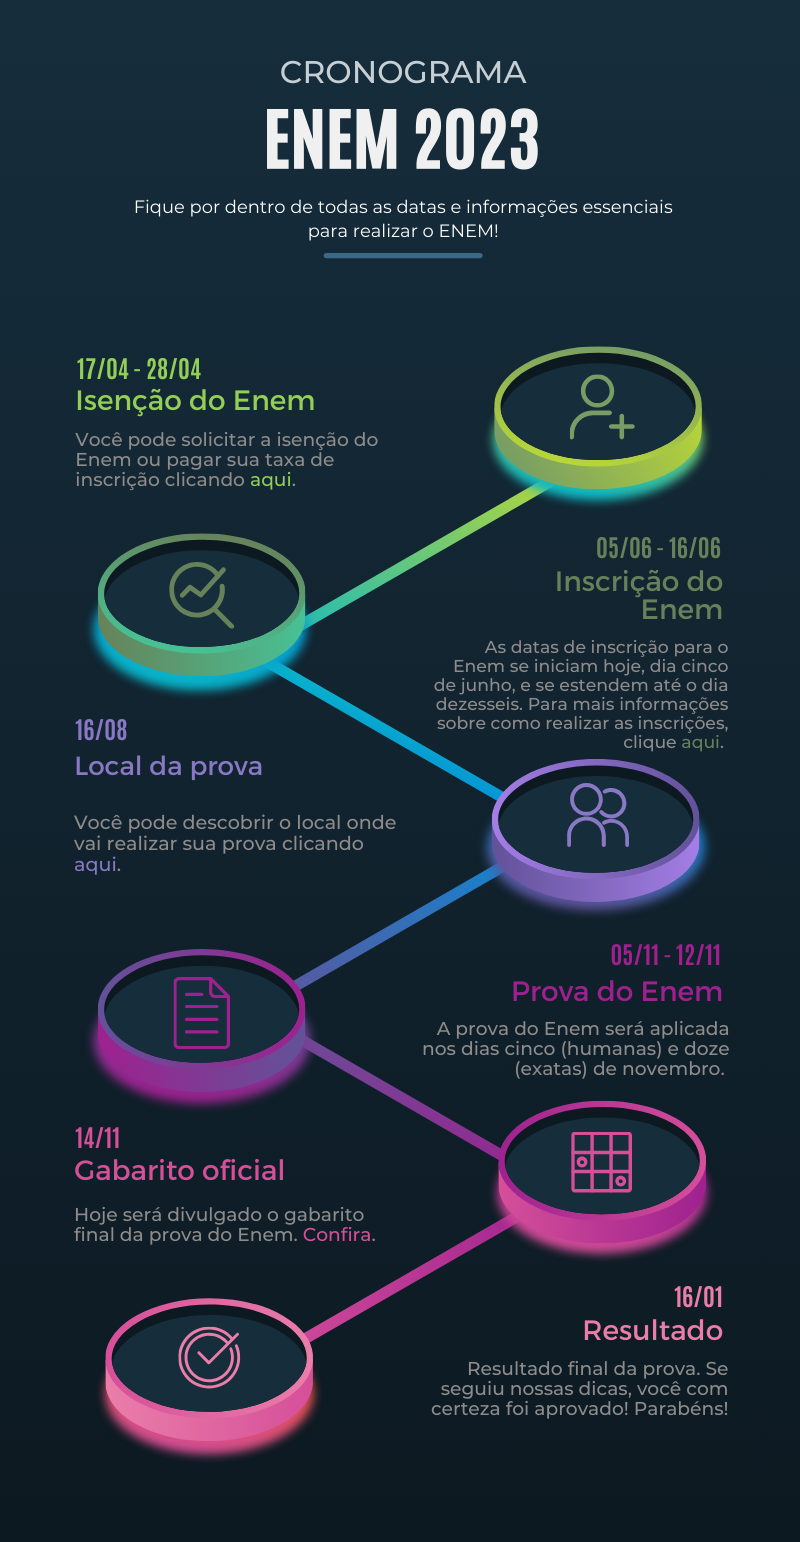 CRONOGRAMA
ENEM 2023
Fique por dentro de todas as datas e informações essenciais
para realizar o ENEM!
17/04 - 28/04
Isenção do Enem
Você pode solicitar a isenção do
Enem ou pagar sua taxa de
inscrição clicando aqui.
05/06 - 16/06
Inscrição do
Enem
As datas de inscrição para o
Enem se iniciam hoje, dia cinco
de junho, e se estendem até o dia
dezesseis. Para mais informações
sobre como realizar as inscrições,
clique aqui.
16/08
Local da prova
Você pode descobrir o local onde
vai realizar sua prova clicando
aqui.
05/11 - 12/11
Prova do Enem
A prova do Enem será aplicada
nos dias cinco (humanas) e doze
(exatas) de novembro.
14/11
Gabarito oficial
Hoje será divulgado o gabarito
final da prova do Enem. Confira.
16/01
Resultado
Resultado final da prova. Se
seguiu nossas dicas, você com
certeza foi aprovado! Parabéns!